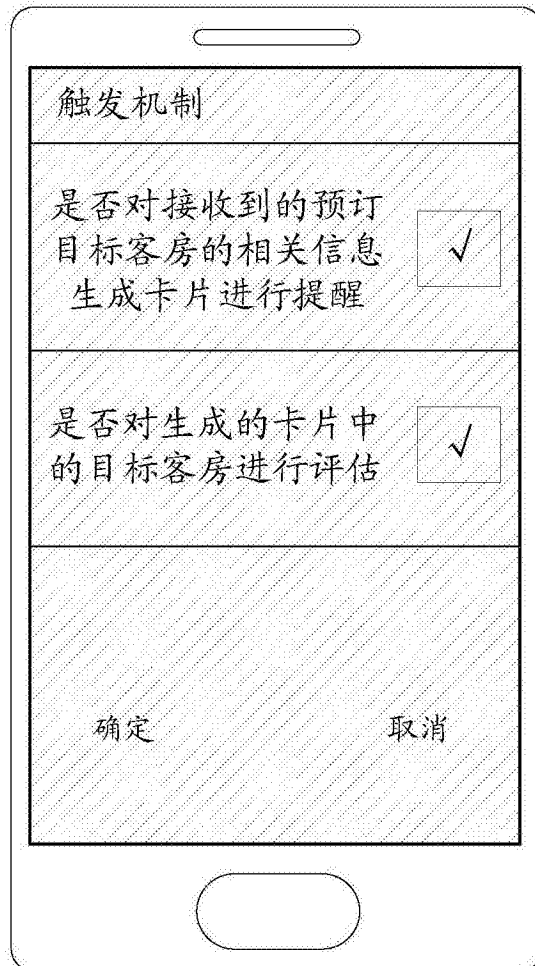 触发机制
是否对接收到的预订
目标客房的相关信息
生成卡片进行提醒
√
是否对生成的卡片中
的目标客房进行评估
√
确定
取消